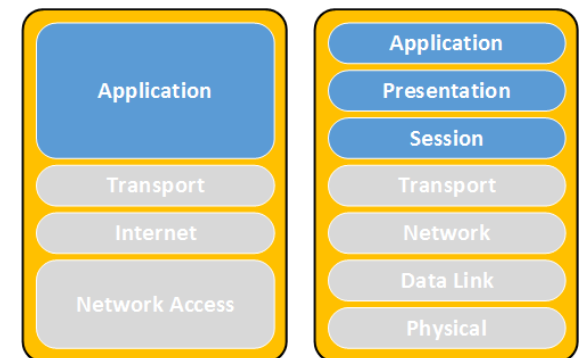 Application
Transport
Internet
Network Access
Application
Presentation
Session
Transport
Network
Data Link
Physical